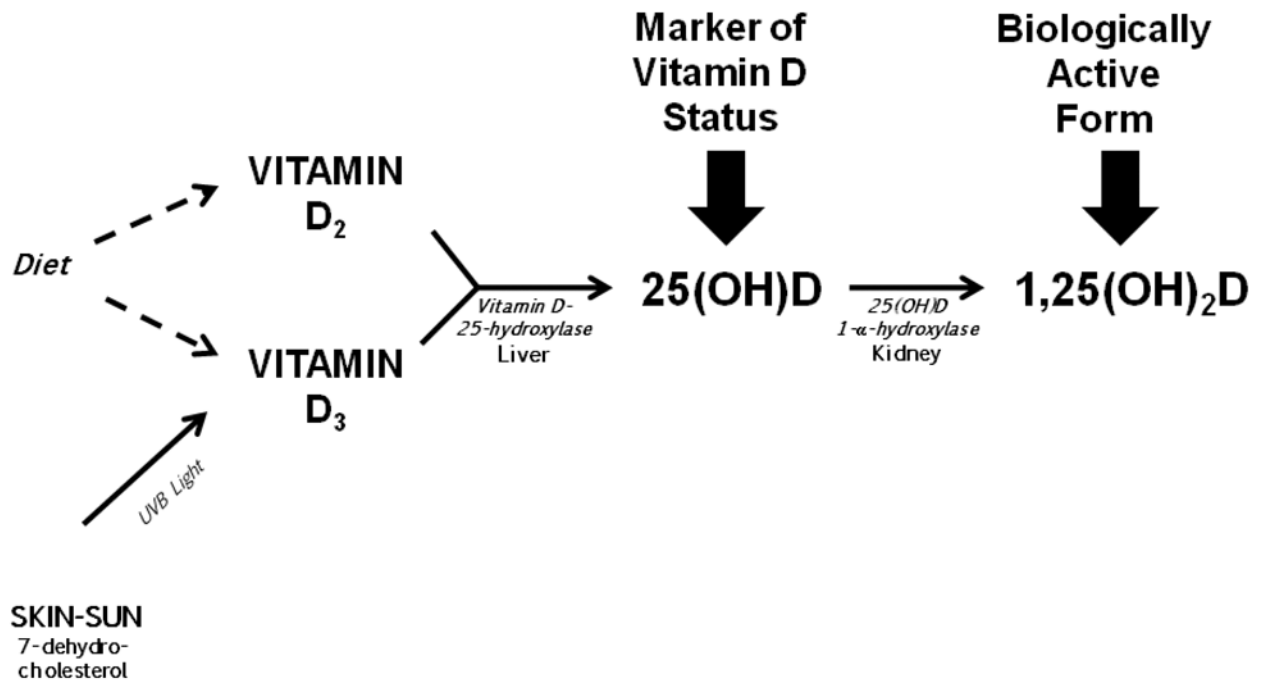 Marker of
Vitamin D
Status
Biologically
Active
Form
VITAMIN
D₂
Diet
25(OH)D
1,25(OH)₂D
Vitamin D-
25-hydroxylase
Liver
25(OH)D
1-α-hydroxylase
Kidney
VITAMIN
D₃
UVB Light
SKIN-SUN
7-dehydro-
cholesterol